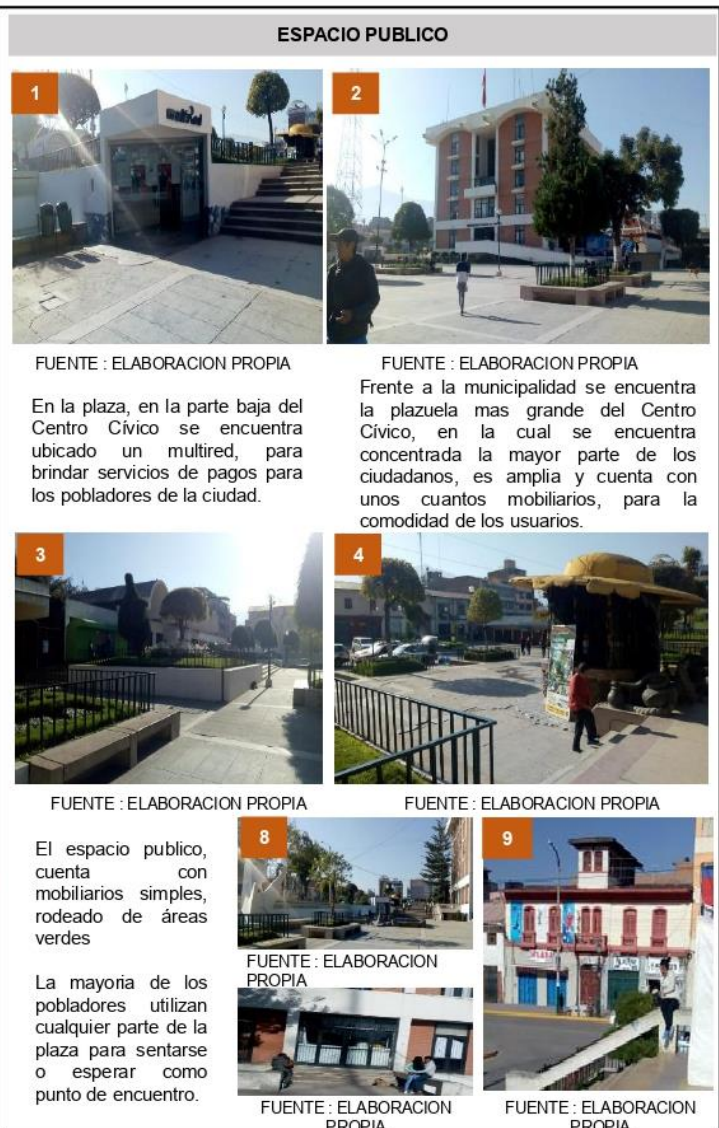 ESPACIO PUBLICO
1
2
FUENTE : ELABORACION PROPIA
En la plaza, en la parte baja del
Centro Cívico se encuentra
ubicado un multired, para
brindar servicios de pagos para
los pobladores de la ciudad.
FUENTE : ELABORACION PROPIA
Frente a la municipalidad se encuentra
la plazuela mas grande del Centro
Cívico, en la cual se encuentra
concentrada la mayor parte de los
ciudadanos, es amplia y cuenta con
unos cuantos mobiliarios, para la
comodidad de los usuarios.
3
4
FUENTE : ELABORACION PROPIA
FUENTE : ELABORACION PROPIA
El espacio publico,
cuenta con
mobiliarios simples,
rodeado de áreas
verdes
La mayoria de los
pobladores utilizan
cualquier parte de la
plaza para sentarse
o esperar como
punto de encuentro.
8
9
FUENTE : ELABORACION
PROPIA
FUENTE : ELABORACION
PROPIA
FUENTE : ELABORACION
PROPIA